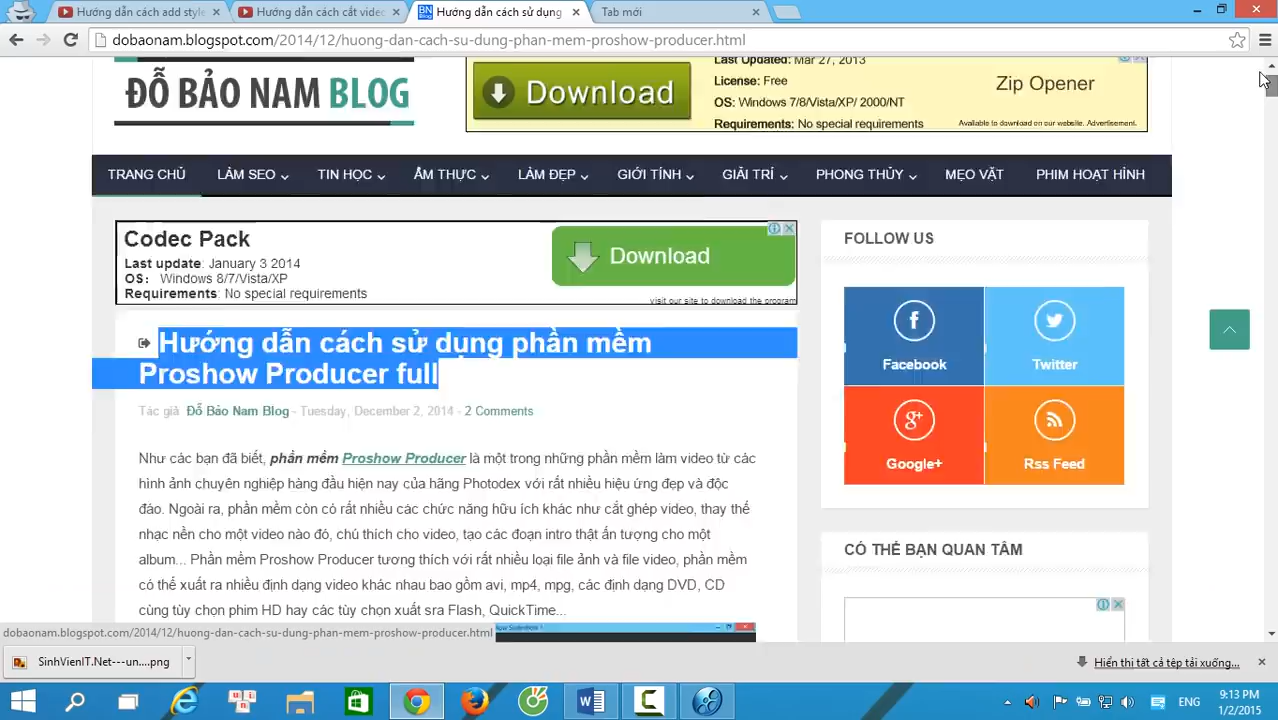 Hướng dẫn cách add style
Hướng dẫn cách cắt video
BN Blog
Hướng dẫn cách sử dụng
Tab mới
dobaonam.blogspot.com/2014/12/huong-dan-cach-su-dung-phan-mem-proshow-producer.html
ĐỖ BẢO NAM BLOG
Download
Last Updated: Mar 27, 2013
License: Free
OS: Windows 7/8/Vista/XP/ 2000/NT
Requirements: No special requirements
Zip Opener
Available to download on our website. Advertisement.
TRANG CHỦ LÀM SEO TIN HỌC ẨM THỰC LÀM ĐẸP GIỚI TÍNH GIẢI TRÍ PHONG THỦY MẸO VẶT PHIM HOẠT HÌNH
Codec Pack
Last update: January 3 2014
OS: Windows 8/7/Vista/XP
Requirements: No special requirements
Download
visit our site to download the program
Hướng dẫn cách sử dụng phần mềm
Proshow Producer full
Tác giả Đỗ Bảo Nam Blog - Tuesday, December 2, 2014 - 2 Comments
Như các bạn đã biết, phần mềm Proshow Producer là một trong những phần mềm làm video từ các
hình ảnh chuyên nghiệp hàng đầu hiện nay của hãng Photodex với rất nhiều hiệu ứng đẹp và độc
đáo. Ngoài ra, phần mềm còn có rất nhiều các chức năng hữu ích khác như cắt ghép video, thay thế
nhạc nền cho một video nào đó, chú thích cho video, tạo các đoạn intro thật ấn tượng cho một
album... Phần mềm Proshow Producer tương thích với rất nhiều loại file ảnh và file video, phần mềm
có thể xuất ra nhiều định dạng video khác nhau bao gồm avi, mp4, mpg, các định dạng DVD, CD
cùng tùy chọn phim HD hay các tùy chọn xuất sra Flash, QuickTime...
FOLLOW US
Facebook
Twitter
Google+
Rss Feed
CÓ THỂ BẠN QUAN TÂM
dobaonam.blogspot.com/2014/12/huong-dan-cach-su-dung-phan-mem-proshow-producer.html
SinhVienIT.Net---un....png
Hiển thị tất cả tệp tải xuống...
ENG
9:13 PM
1/2/2015